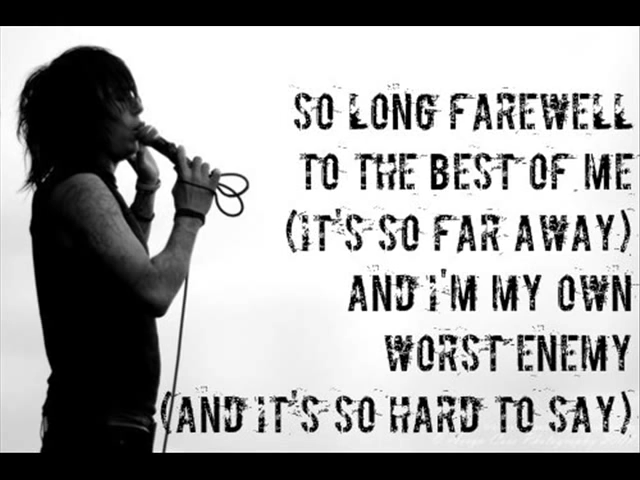 SO LONG FAREWELL
TO THE BEST OF ME
(IT'S SO FAR AWAY)
AND I'M MY OWN
WORST ENEMY
(AND IT'S SO HARD TO SAY)
Photography